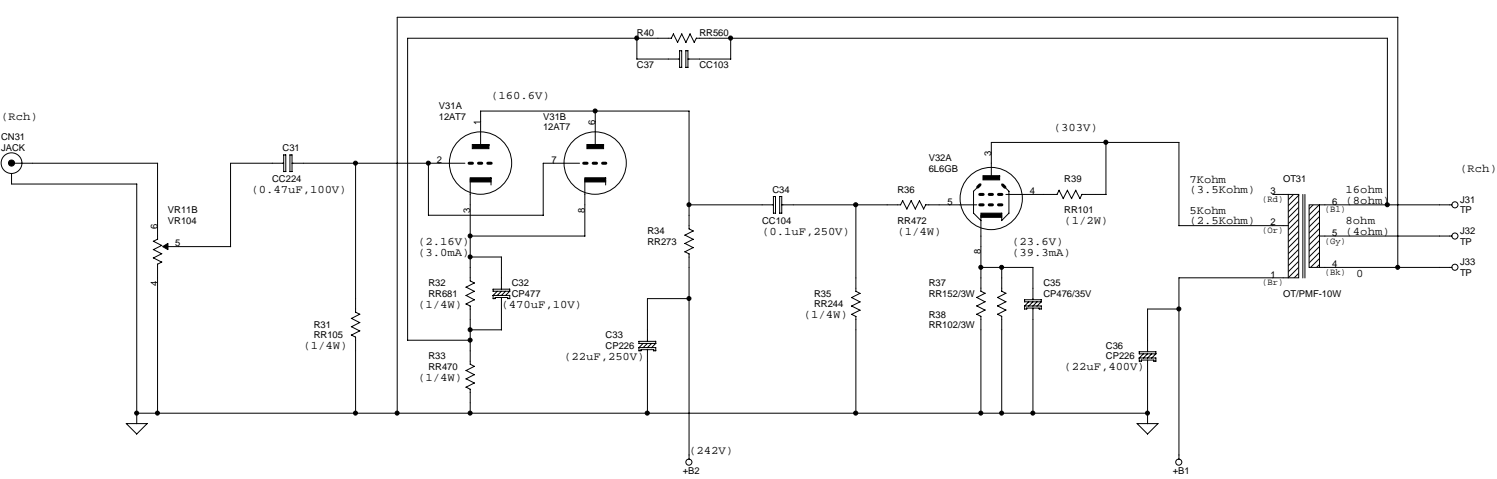 R40 RR560
C37 CC103
(Rch)
CN31
JACK
VR11B
VR104
6
5
4
C31
CC224
(0.47uF,100V)
R31
RR105
(1/4W)
V31A
12AT7
(160.6V)
V31B
12AT7
1
2
3
6
7
8
(2.16V)
(3.0mA)
R32
RR681
(1/4W)
C32
CP477
(470uF,10V)
R33
RR470
(1/4W)
R34
RR273
C33
CP226
(22uF,250V)
(242V)
+B2
C34
CC104
(0.1uF,250V)
R35
RR244
(1/4W)
R36
RR472
(1/4W)
V32A
6L6GB
(303V)
3
4
5
8
R39
RR101
(1/2W)
(23.6V)
(39.3mA)
R37
RR152/3W
R38
RR102/3W
C35
CP476/35V
C36
CP226
(22uF,400V)
+B1
7Kohm
(3.5Kohm)
3
(Rd)
5Kohm
(2.5Kohm)
2
(Or)
1
(Br)
OT31
OT/PMF-10W
16ohm
6 (8ohm)
(Bl)
8ohm
5 (4ohm)
(Gy)
4
(Bk) 0
(Rch)
J31
TP
J32
TP
J33
TP